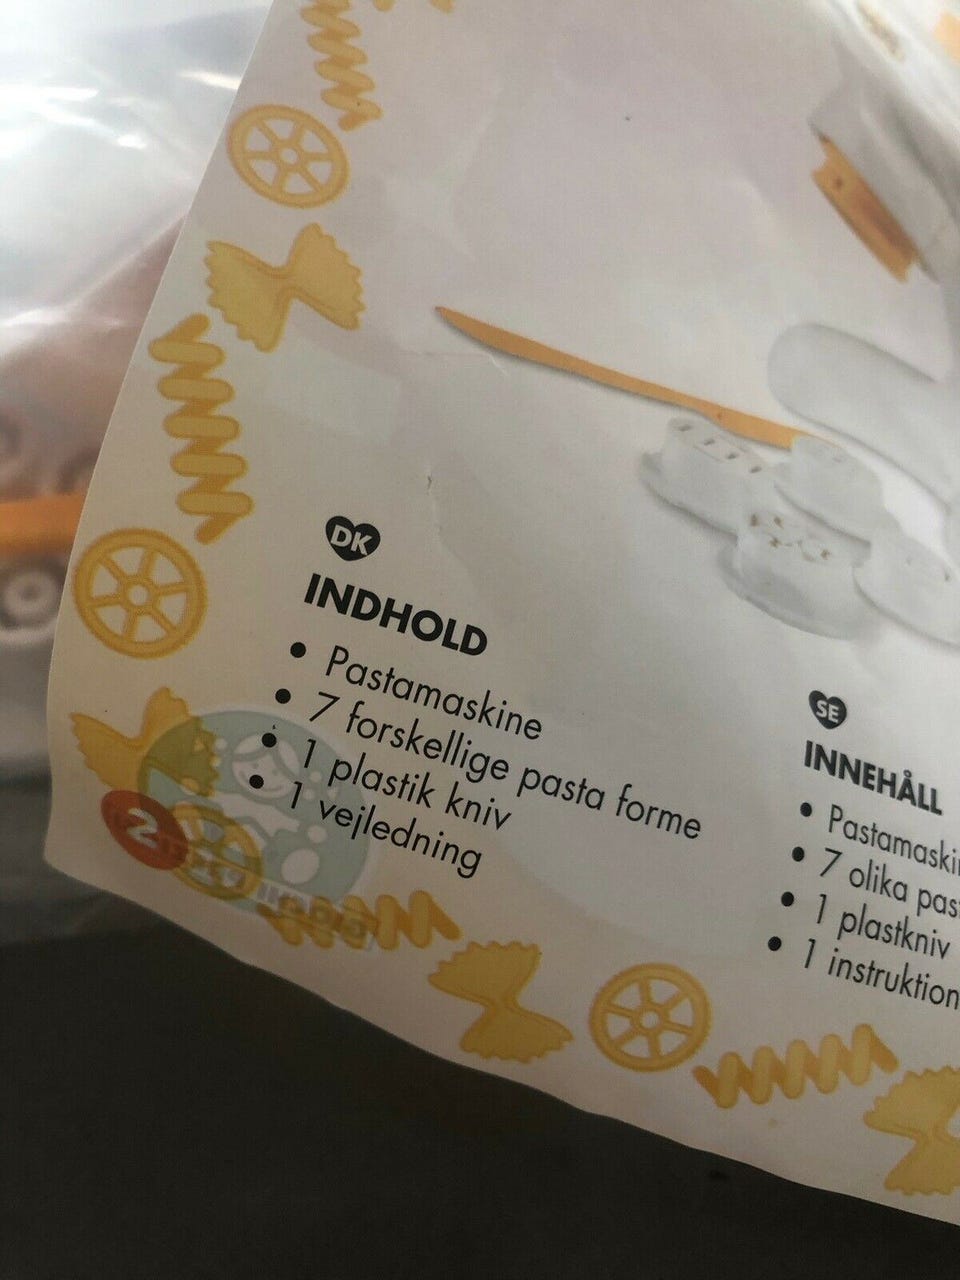 DK
INDHOLD
• Pastamaskine
• 7 forskellige pasta forme
• 1 plastik kniv
• 1 vejledning
SE
INNEHÅLL
• Pastamaski
• 7 olika pas
• 1 plastkniv
• 1 instruktion
2